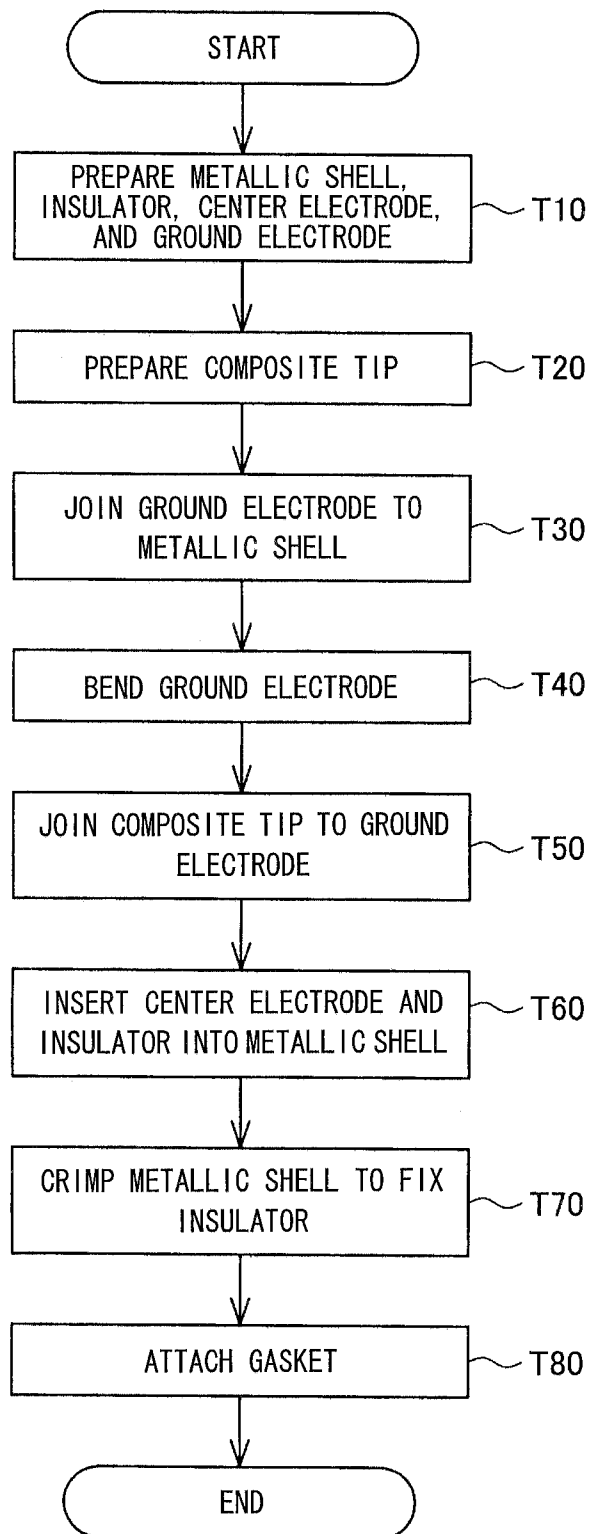 START
PREPARE METALLIC SHELL,
INSULATOR, CENTER ELECTRODE,
AND GROUND ELECTRODE
T10
PREPARE COMPOSITE TIP
T20
JOIN GROUND ELECTRODE TO
METALLIC SHELL
T30
BEND GROUND ELECTRODE
T40
JOIN COMPOSITE TIP TO GROUND
ELECTRODE
T50
INSERT CENTER ELECTRODE AND
INSULATOR INTO METALLIC SHELL
T60
CRIMP METALLIC SHELL TO FIX
INSULATOR
T70
ATTACH GASKET
T80
END